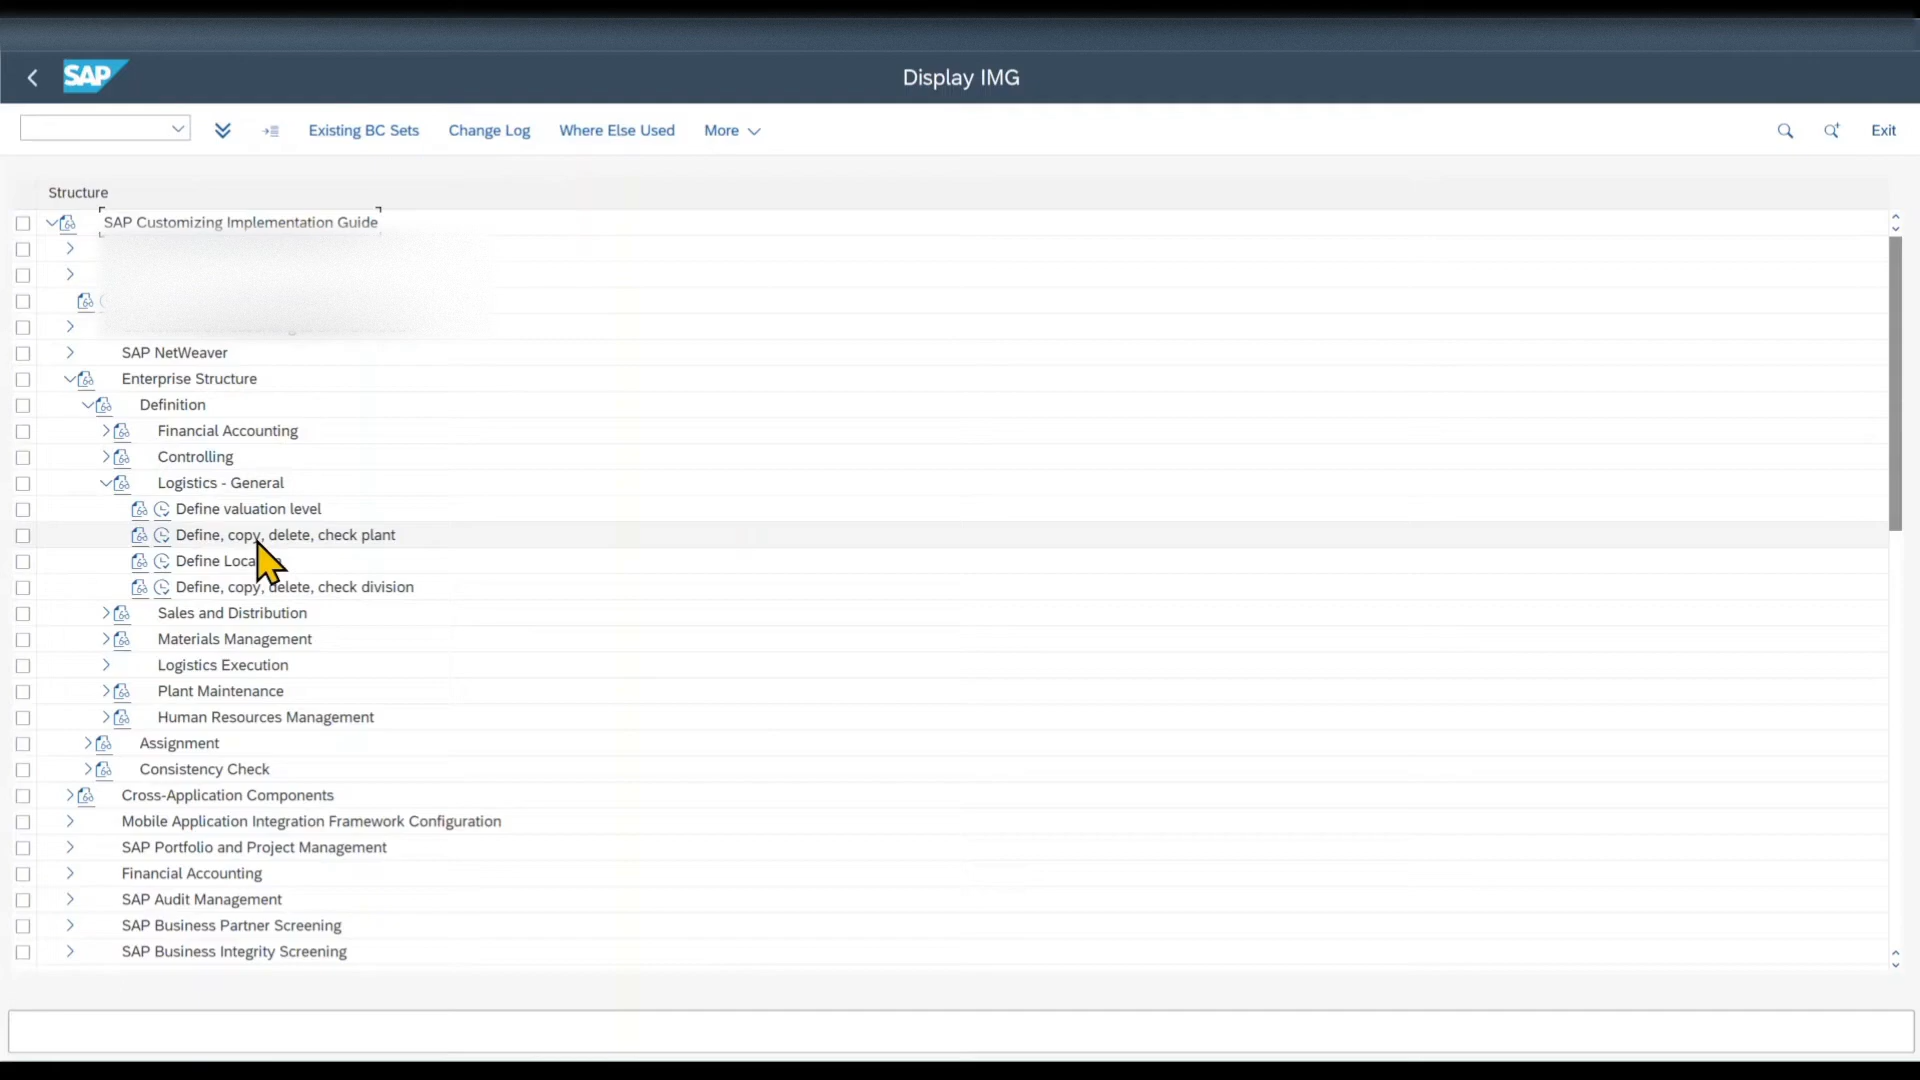 SAP
Display IMG
Existing BC Sets
Change Log
Where Else Used
More
Exit
Structure
SAP Customizing Implementation Guide
SAP NetWeaver
Enterprise Structure
Definition
Financial Accounting
Controlling
Logistics - General
Define valuation level
Define, copy, delete, check plant
Define
Define, copy, delete, check division
Sales and Distribution
Materials Management
Logistics Execution
Plant Maintenance
Human Resources Management
Assignment
Consistency Check
Cross-Application Components
Mobile Application Integration Framework Configuration
SAP Portfolio and Project Management
Financial Accounting
SAP Audit Management
SAP Business Partner Screening
SAP Business Integrity Screening